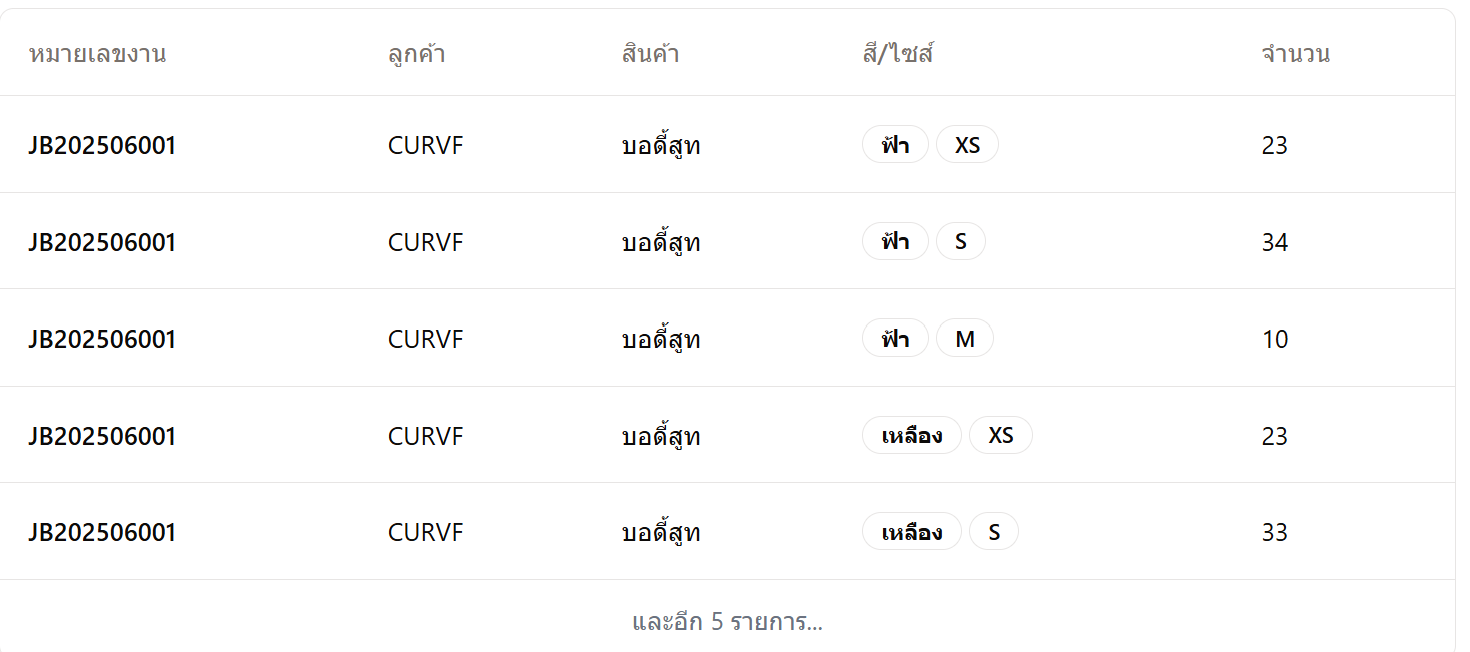 หมายเลขงาน ลูกค้า สินค้า สี/ไซส์ จำนวน
JB202506001 CURVF บอดี้สูท ฟ้า XS 23
JB202506001 CURVF บอดี้สูท ฟ้า S 34
JB202506001 CURVF บอดี้สูท ฟ้า M 10
JB202506001 CURVF บอดี้สูท เหลือง XS 23
JB202506001 CURVF บอดี้สูท เหลือง S 33
และอีก 5 รายการ...